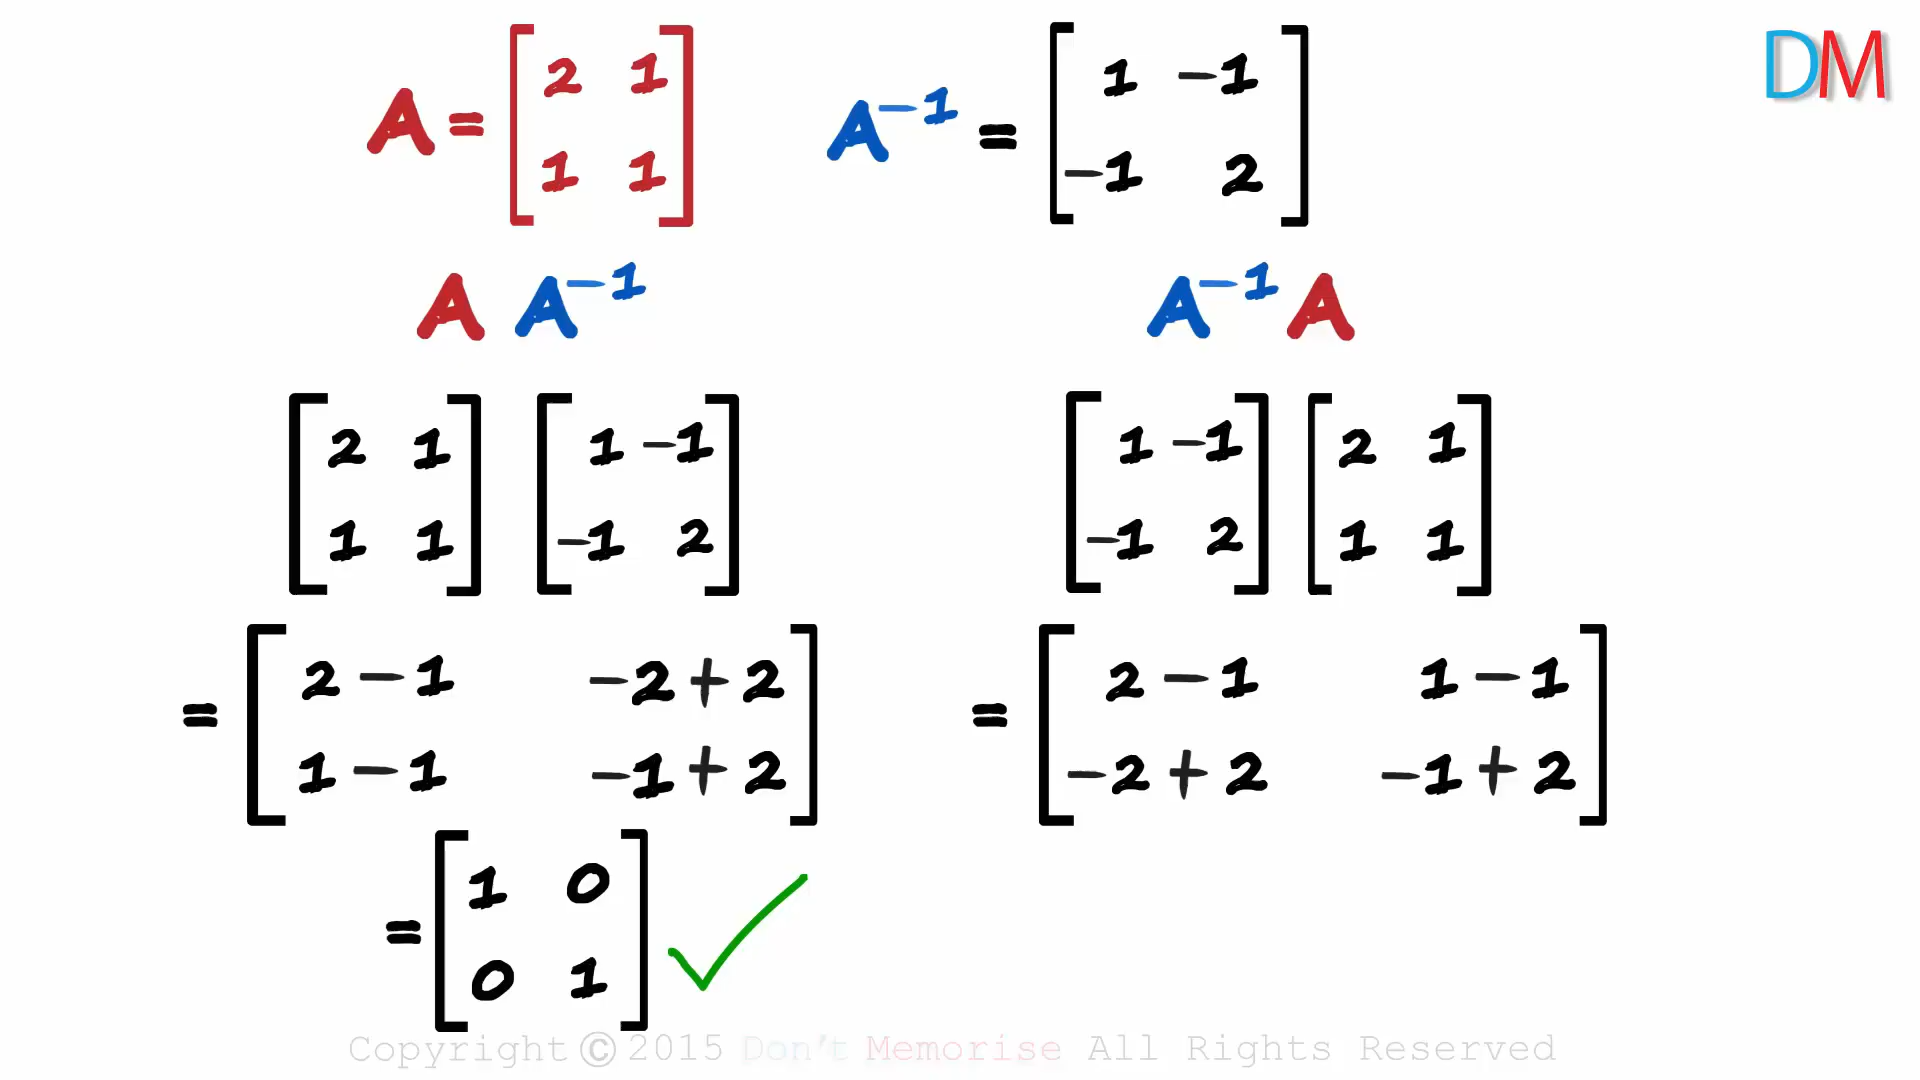 DM
A = [2 1
1 1]
A⁻¹ = [1 −1
−1 2]
A A⁻¹
[2 1
1 1] [1 −1
−1 2]
= [2 − 1 −2 + 2
1 − 1 −1 + 2]
= [1 0
0 1]
A⁻¹ A
[1 −1
−1 2] [2 1
1 1]
= [2 − 1 1 − 1
−2 + 2 −1 + 2]
Copyright © 2015 Don't Memorise All Rights Reserved